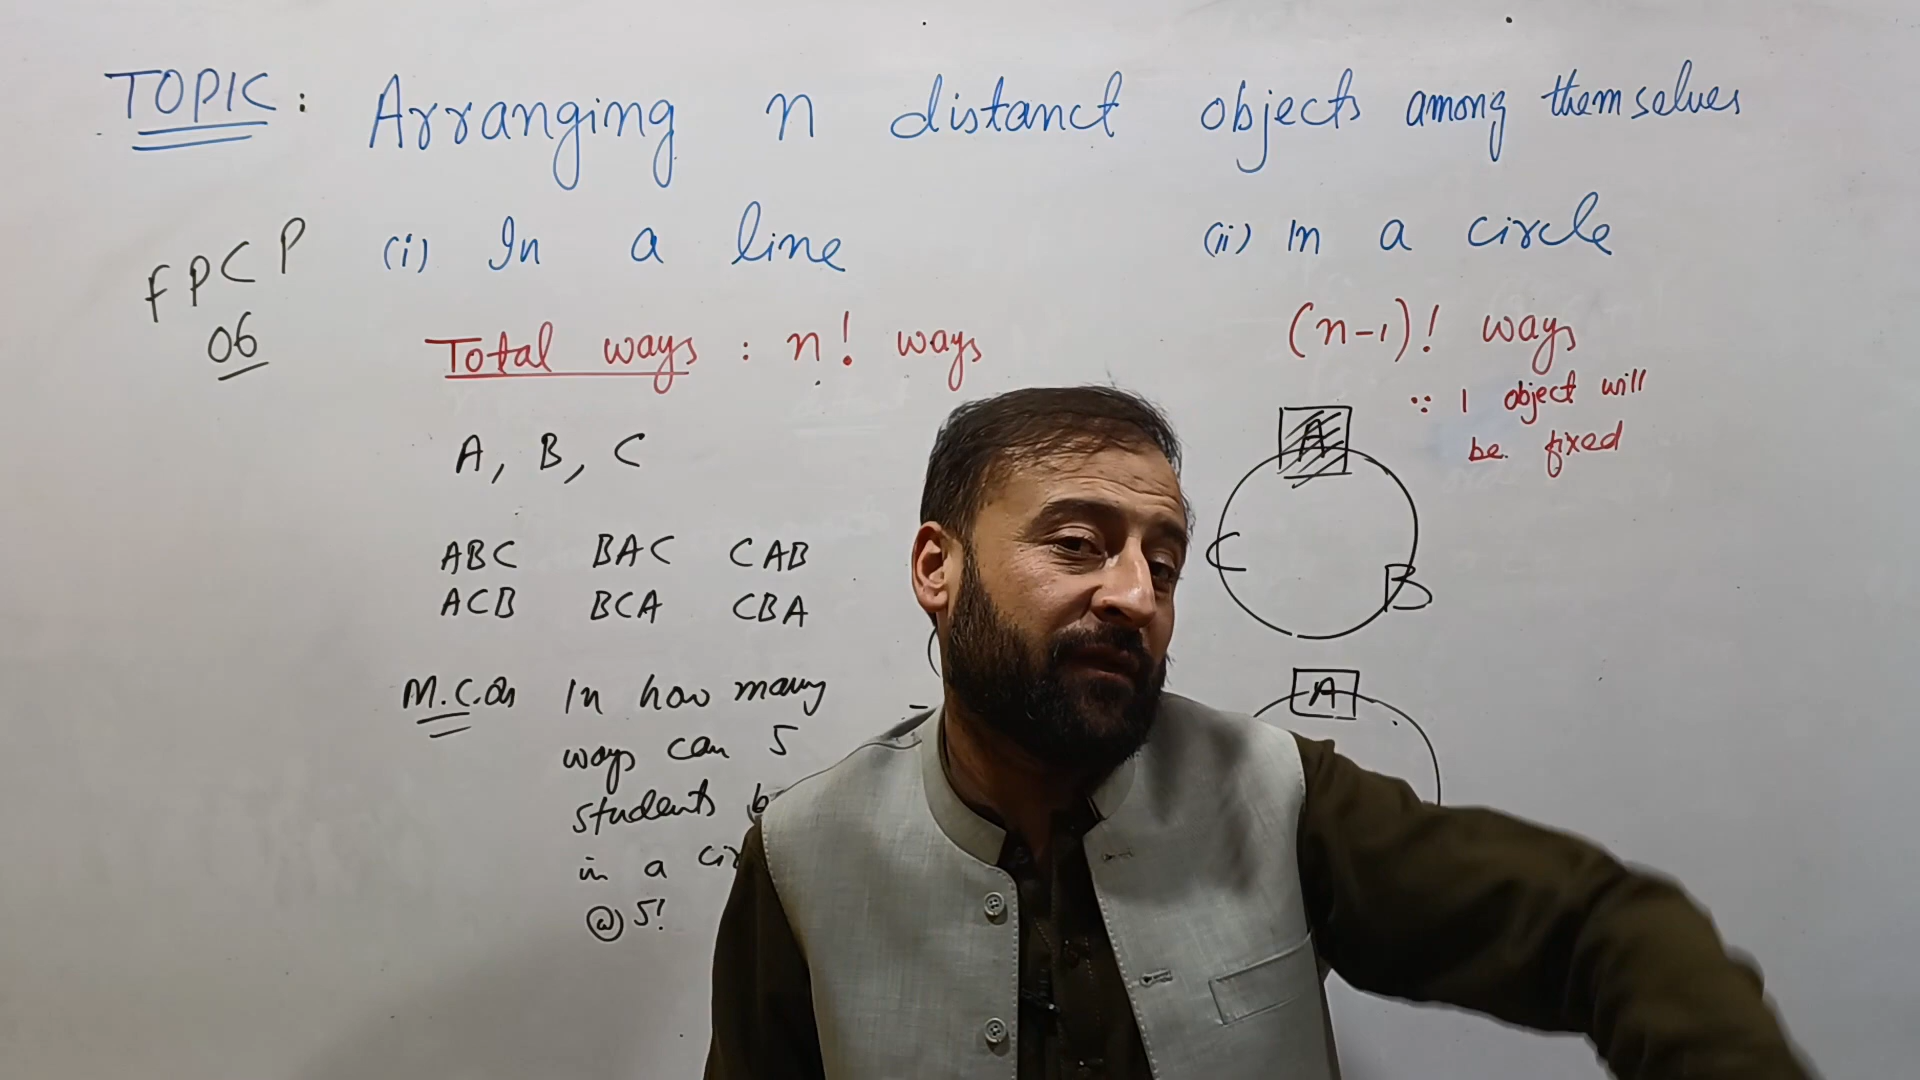 TOPIC: Arranging n distanct objects among themselves
FPCP
06
(i) In a line
Total ways : n! ways
A, B, C
ABC BAC CAB
ACB BCA CBA
In how many
ways can 5
students
in a
(a) 5!
(ii) In a circle
(n-1)! ways
∵ 1 object will
be fixed
A
C
B
A